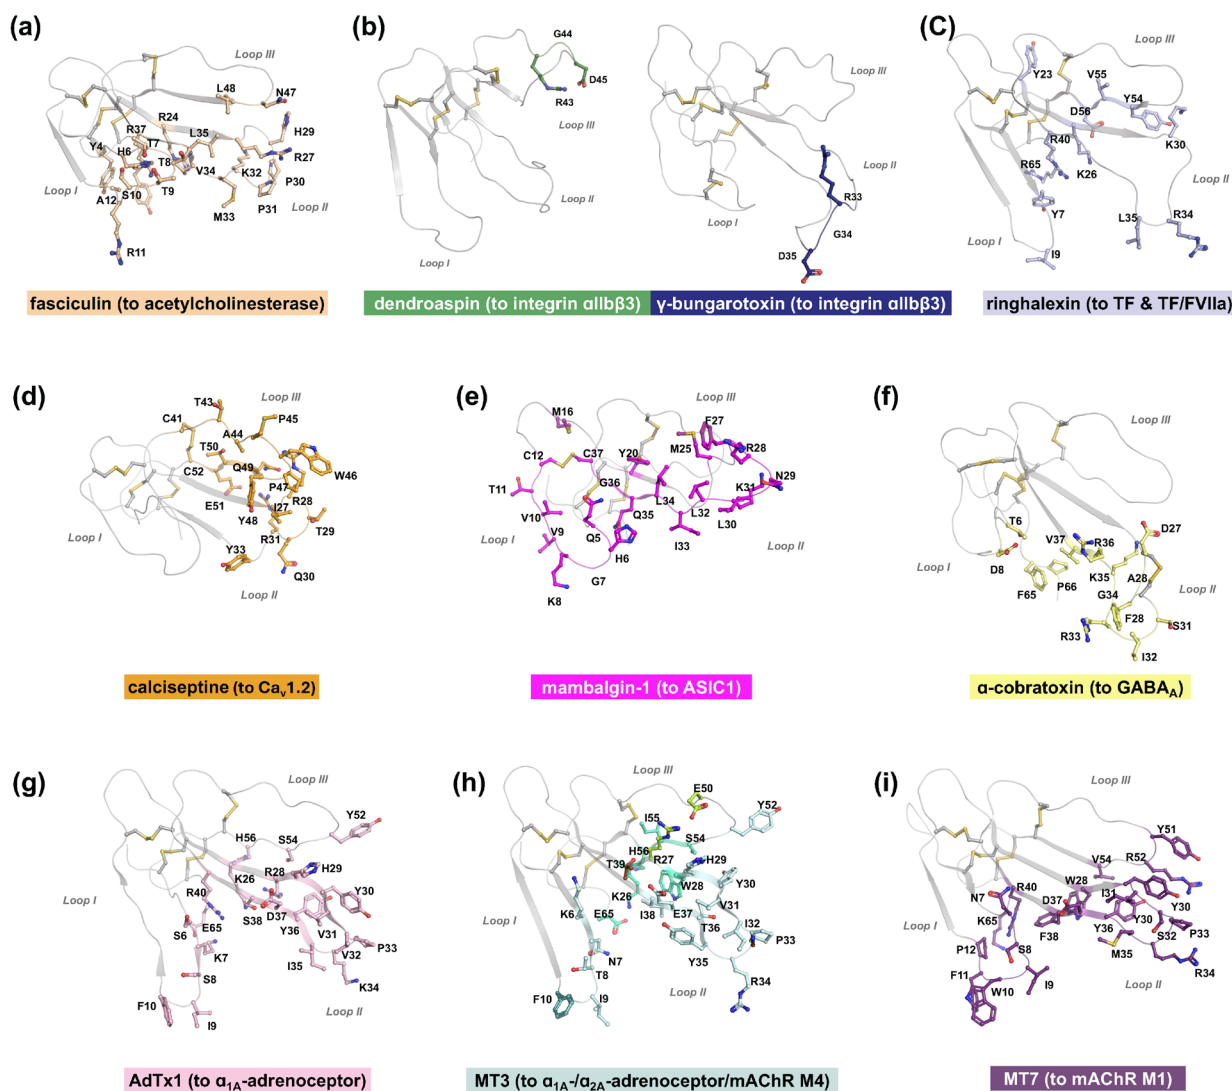 (a)
Loop III
L48
N47
R24
R37
T7
L35
H29
Y4
H6
T8
R27
V34
K32
Loop I
S10
T9
P30
A12
M33
P31
Loop II
R11
fasciculin (to acetylcholinesterase)
(b)
G44
D45
R43
Loop III
Loop II
Loop I
dendroaspin (to integrin αIIbβ3)
Loop III
Loop II
R33
Loop I
G34
D35
γ-bungarotoxin (to integrin αIIbβ3)
(C)
Loop III
Y23
V55
Y54
D56
R40
K30
R65
K26
Loop II
Y7
L35
R34
Loop I
I9
ringhalexin (to TF & TF/FVIIa)
(d)
Loop III
T43
C41
P45
A44
T50
Q49
W46
C52
P47
R28
E51
I27
Y48
T29
Loop I
R31
Y33
Q30
Loop II
calciseptine (to Cav1.2)
(e)
Loop III
M16
F27
M25
R28
C12
C37
Y20
N29
G36
K31
T11
L34
V10
Q35
L32
L30
Loop I
V9
Q5
I33
H6
Loop II
G7
K8
mambalgin-1 (to ASIC1)
(f)
Loop III
T6
D27
V37
R36
Loop I
D8
K35
A28
P66
Loop II
F65
G34
F28
S31
R33
I32
α-cobratoxin (to GABAA)
(g)
Loop III
Y52
H56
S54
R28
H29
K26
R40
Y30
Loop I
S38
D37
E65
S6
Y36
V31
K7
P33
V32
S8
I35
K34
F10
Loop II
I9
AdTx1 (to α1A-adrenoceptor)
(h)
Loop III
E50
Y52
I55
S54
H56
T39
R27
H29
W28
K26
Y30
Loop I
V31
K6
E65
I38
E37
I32
T36
P33
N7
Y35
T8
R34
F10
I9
Loop II
MT3 (to α1A-/α2A-adrenoceptor/mAChR M4)
(i)
Loop III
Y51
V54
R52
W28
N7
R40
D37
I31
Loop I
Y30
K65
Y30
F38
Y36
S32
P33
P12
S8
M35
R34
F11
I9
W10
Loop II
MT7 (to mAChR M1)